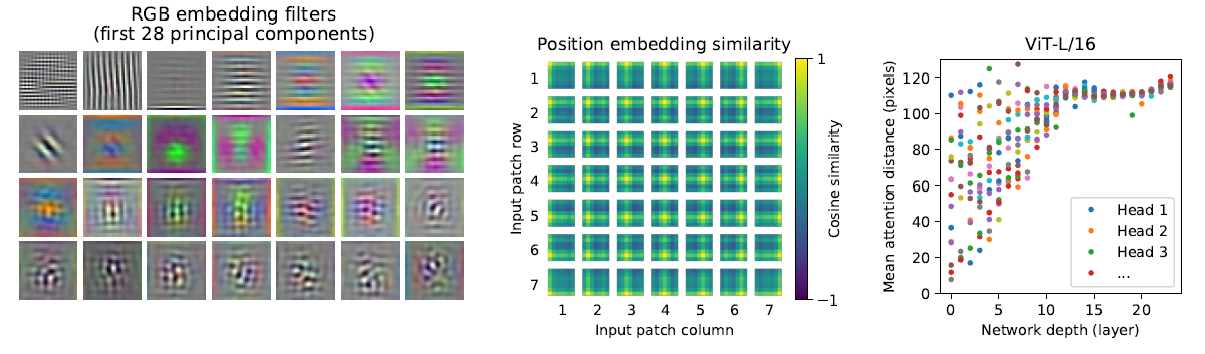 RGB embedding filters
(first 28 principal components)
Position embedding similarity
Input patch row
1
2
3
4
5
6
7
1 2 3 4 5 6 7
Input patch column
1
−1
Cosine similarity
ViT-L/16
Mean attention distance (pixels)
120
100
80
60
40
20
0
Head 1
Head 2
Head 3
...
0 5 10 15 20
Network depth (layer)